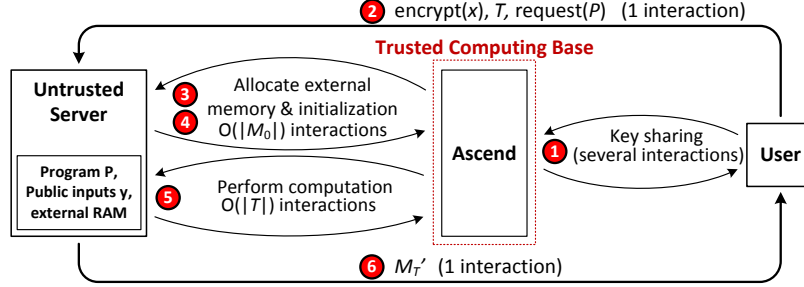 2 encrypt(x), T, request(P) (1 interaction)
Trusted Computing Base
Untrusted
Server
Program P,
Public inputs y,
external RAM
3
4
Allocate external
memory & initialization
O(|M₀|) interactions
5
Perform computation
O(|T|) interactions
Ascend
1
Key sharing
(several interactions)
User
6 M_T′ (1 interaction)